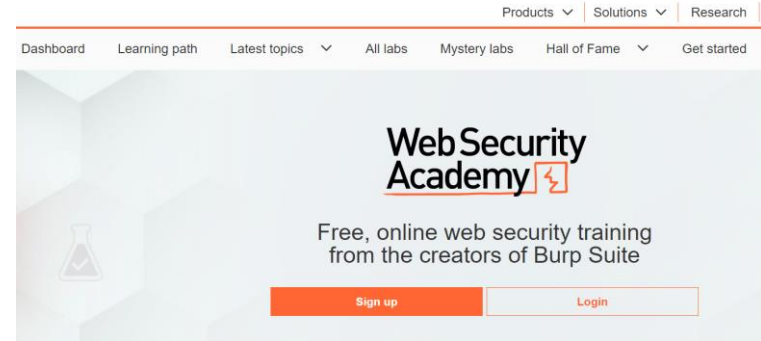 Products Solutions Research
Dashboard Learning path Latest topics All labs Mystery labs Hall of Fame Get started
Web Security
Academy
Free, online web security training
from the creators of Burp Suite
Sign up Login